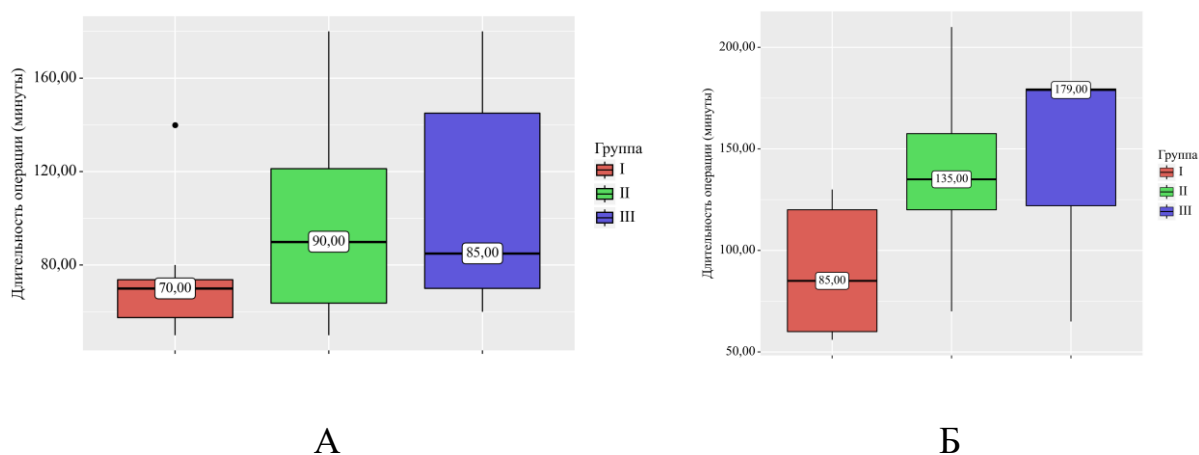 Длительность операции (минуты)
160,00
120,00
80,00
70,00
90,00
85,00
Группа
I
II
III
А
Длительность операции (минуты)
200,00
150,00
100,00
50,00
85,00
135,00
179,00
Группа
I
II
III
Б